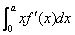 ∫₀ᵃ xf′(x)dx